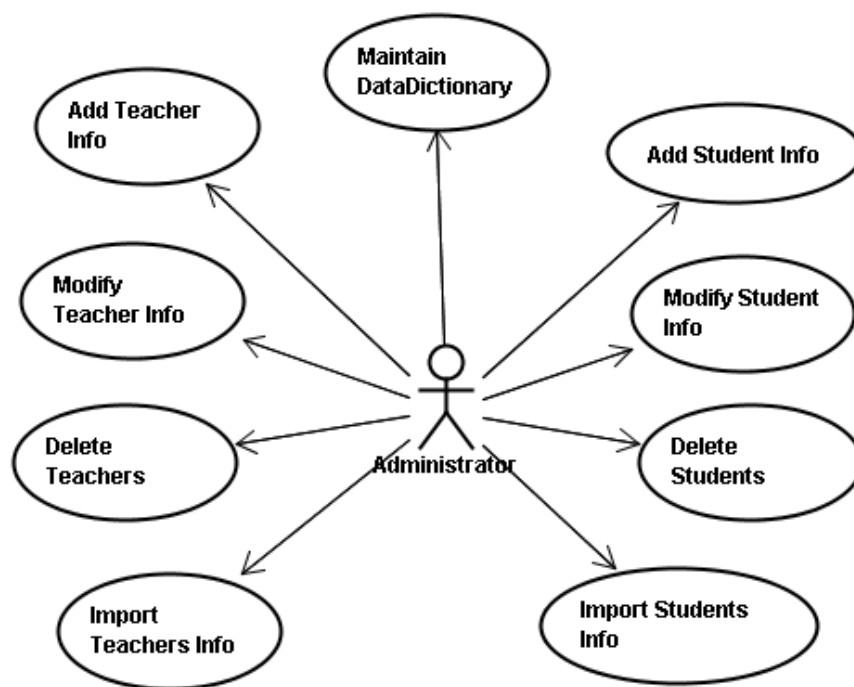 Maintain
DataDictionary
Add Teacher
Info
Add Student Info
Modify
Teacher Info
Modify Student
Info
Delete
Teachers
Administrator
Delete
Students
Import
Teachers Info
Import Students
Info